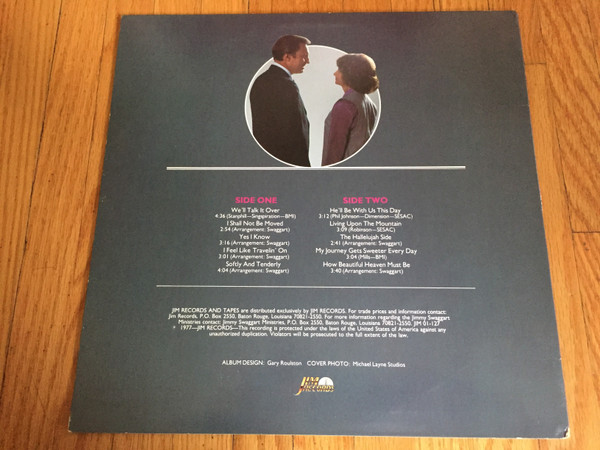 SIDE ONE
We'll Talk It Over
4:36 (Stanphill—Singspiration—BMI)
I Shall Not Be Moved
2:54 (Arrangement: Swaggart)
Yes I Know
3:16 (Arrangement: Swaggart)
I Feel Like Travelin' On
3:01 (Arrangement: Swaggart)
Softly And Tenderly
4:04 (Arrangement: Swaggart)
SIDE TWO
He'll Be With Us This Day
3:12 (Phil Johnson—Dimension—SESAC)
Living Upon The Mountain
3:09 (Robinson—SESAC)
The Hallelujah Side
2:41 (Arrangement: Swaggart)
My Journey Gets Sweeter Every Day
3:04 (Mills—BMI)
How Beautiful Heaven Must Be
3:40 (Arrangement: Swaggart)
JIM RECORDS AND TAPES are distributed exclusively by JIM RECORDS. For trade prices and information contact:
Jim Records, P.O. Box 2550, Baton Rouge, Louisiana 70821-2550. For more information regarding the Jimmy Swaggart
Ministries contact: Jimmy Swaggart Ministries, P.O. Box 2550, Baton Rouge, Louisiana 70821-2550. JIM 01-127
℗ 1977—JIM RECORDS—This recording is protected under the laws of the United States of America against any
unauthorized duplication. Violators will be prosecuted to the full extent of the law.
ALBUM DESIGN: Gary Rouitton COVER PHOTO: Michael Layne Studios
JIM
RECORDS